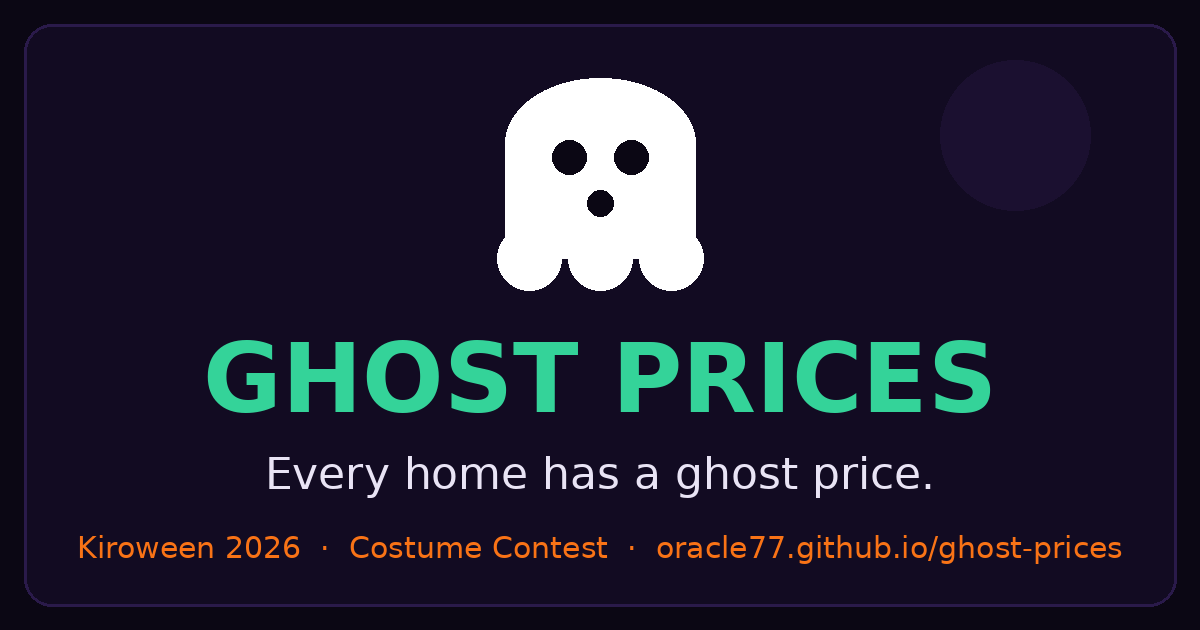 GHOST PRICES
Every home has a ghost price.
Kiroween 2026 · Costume Contest · oracle77.github.io/ghost-prices